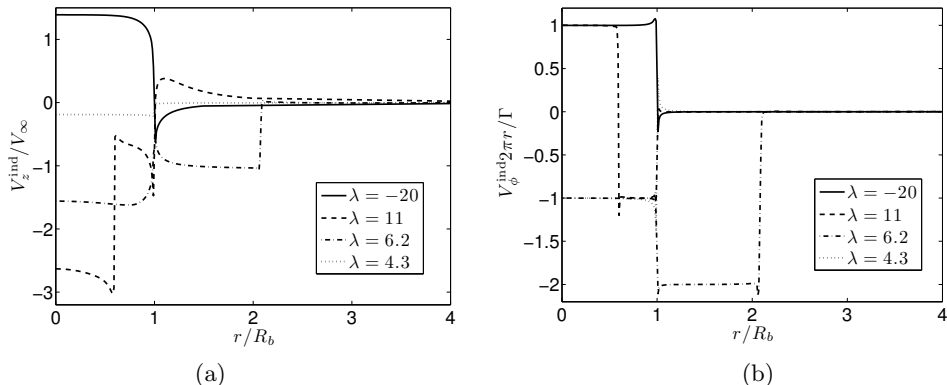 1
0
−1
−2
−3
V_z^ind/V_∞
0
1
2
3
4
r/R_b
λ = −20
λ = 11
λ = 6.2
λ = 4.3
(a)
1
0.5
0
−0.5
−1
−1.5
−2
V_ϕ^ind 2πr/Γ
0
1
2
3
4
r/R_b
λ = −20
λ = 11
λ = 6.2
λ = 4.3
(b)